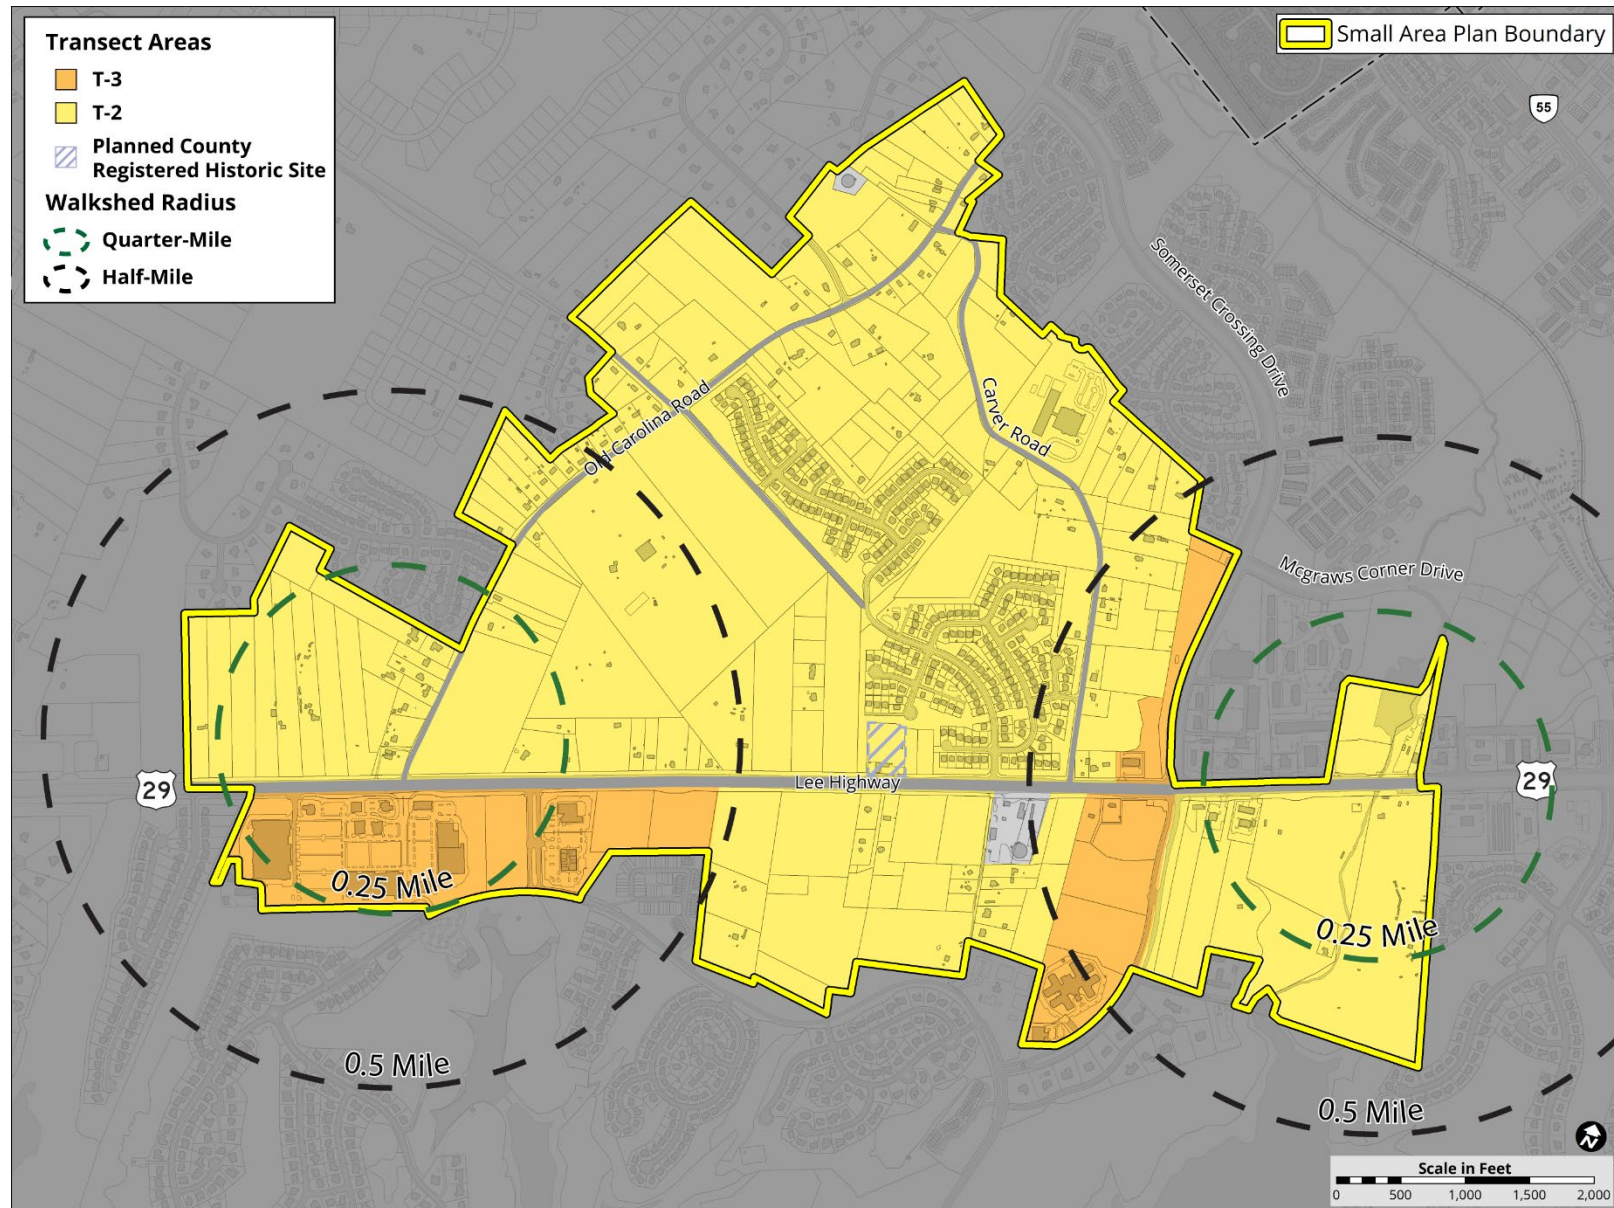 Transect Areas
T-3
T-2
Planned County
Registered Historic Site
Walkshed Radius
Quarter-Mile
Half-Mile
Small Area Plan Boundary
55
Somerset Crossing Drive
Old Carolina Road
Carver Road
Mcgraws Corner Drive
29
Lee Highway
29
0.25 Mile
0.25 Mile
0.5 Mile
0.5 Mile
N
Scale in Feet
0 500 1,000 1,500 2,000